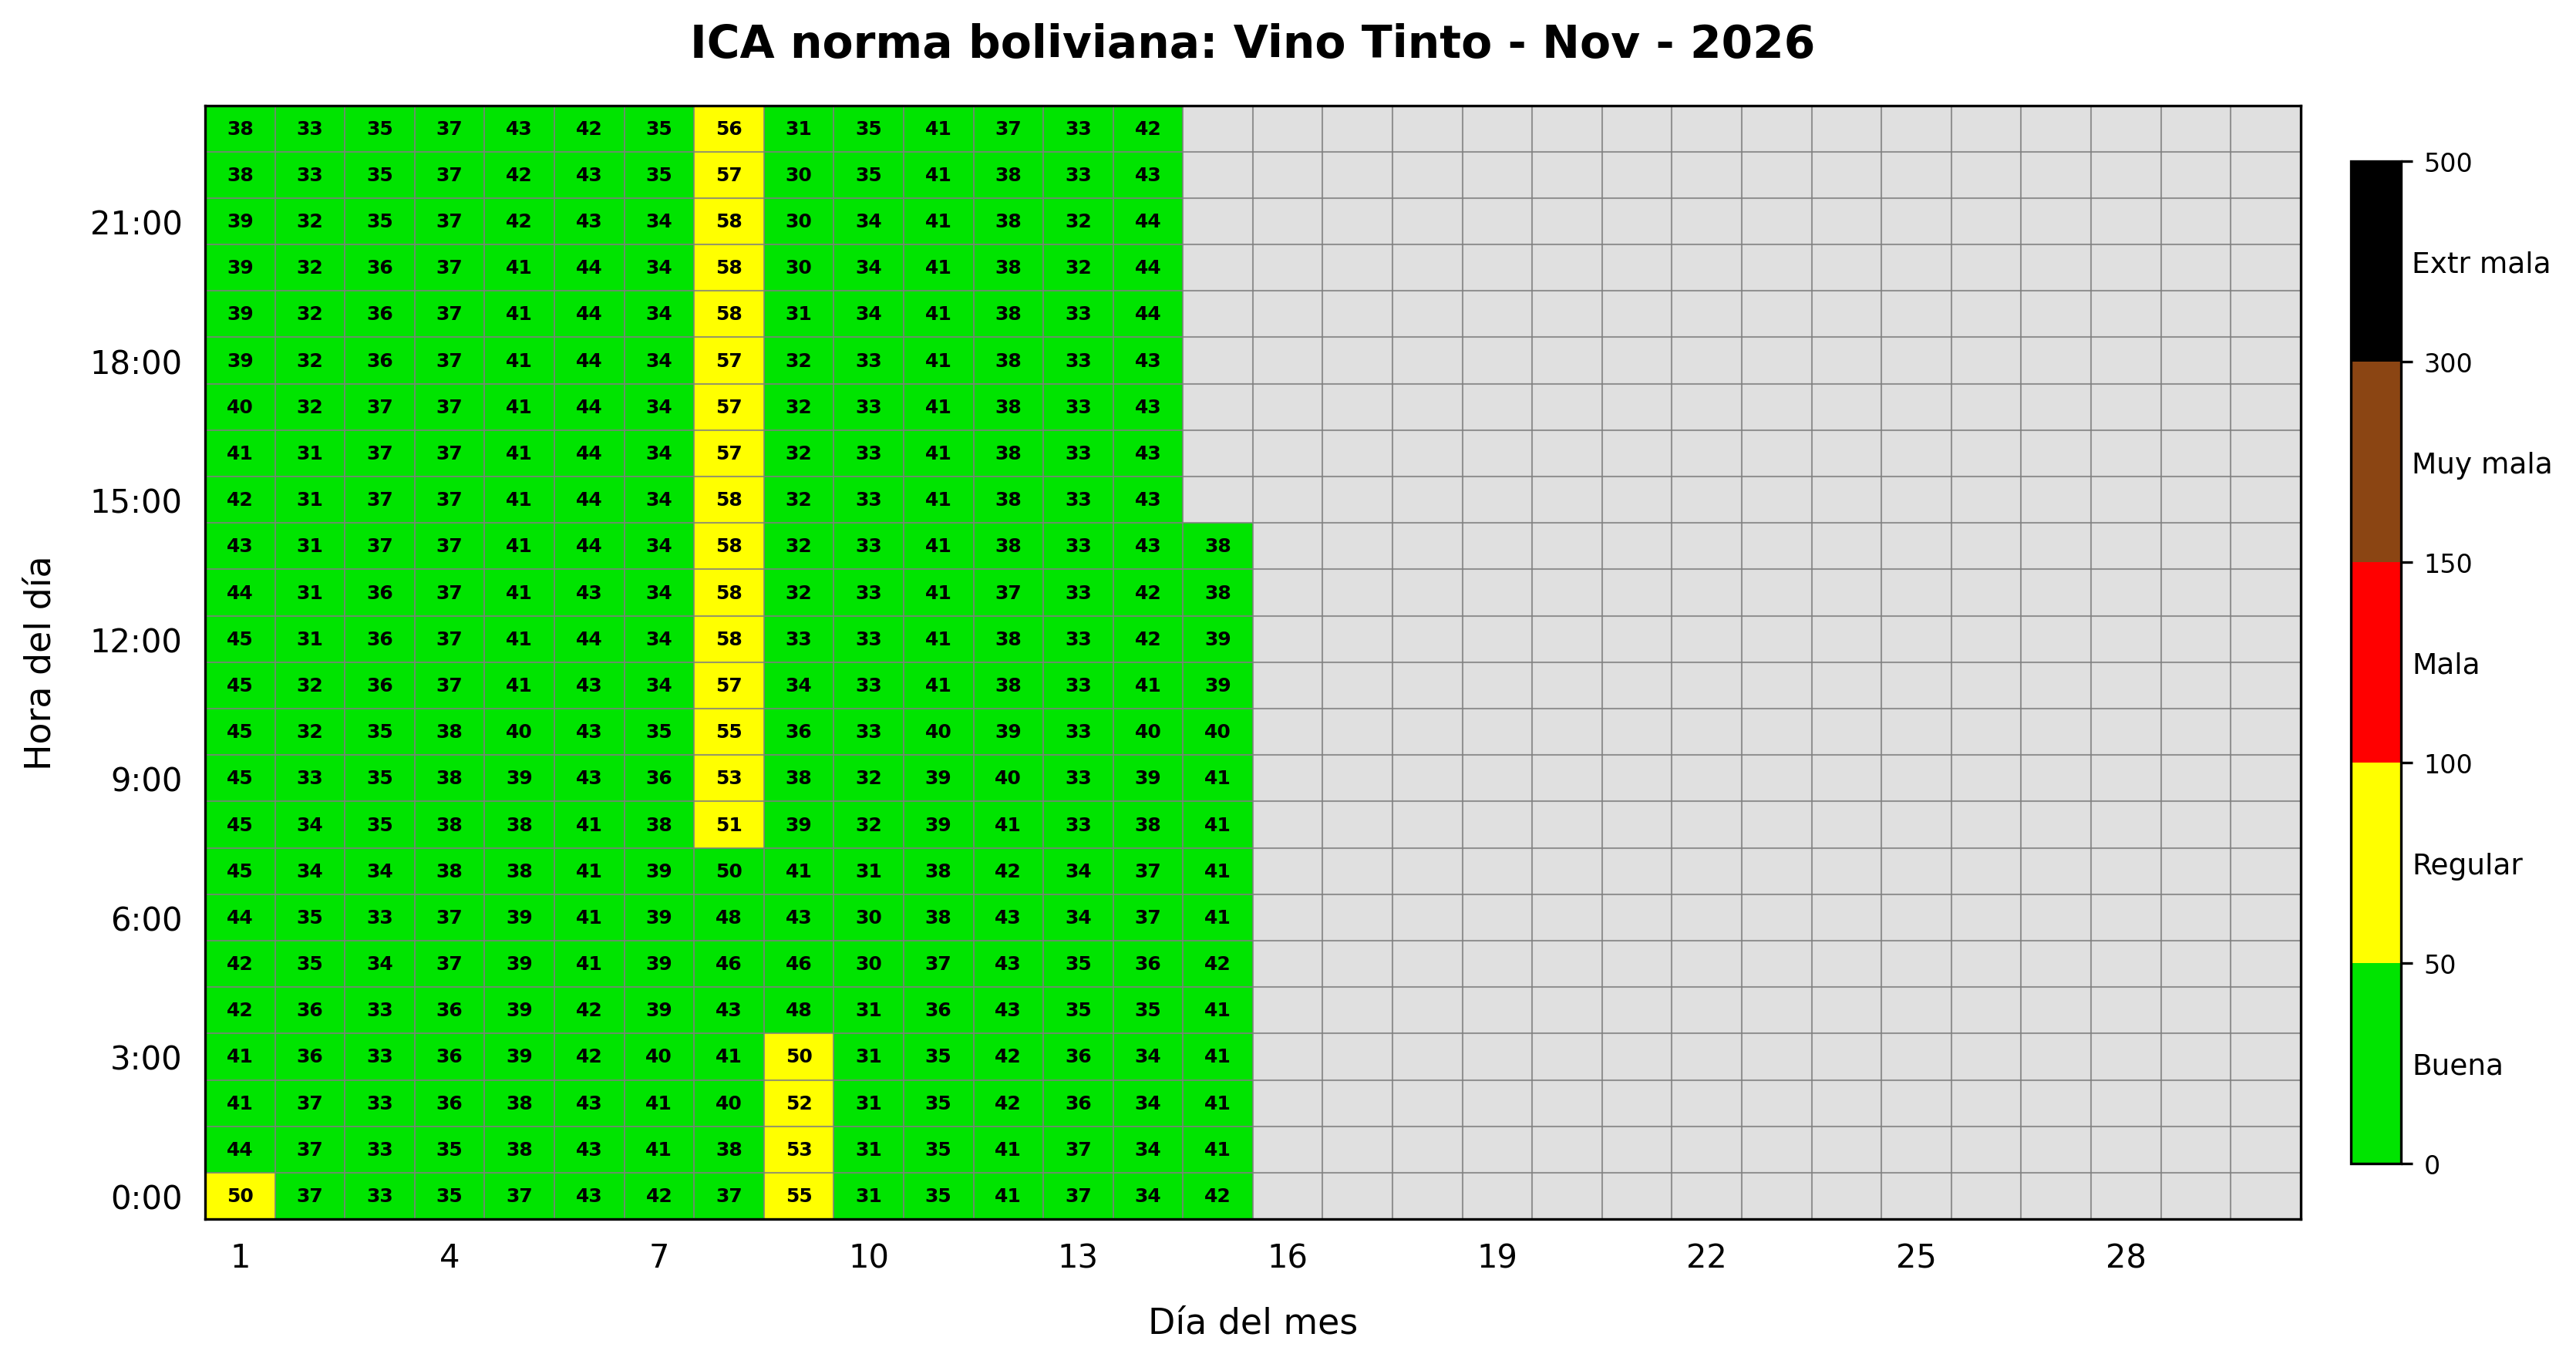 ICA norma boliviana: Vino Tinto - Nov - 2026
38 33 35 37 43 42 35 56 31 35 41 37 33 42
38 33 35 37 42 43 35 57 30 35 41 38 33 43
21:00 39 32 35 37 42 43 34 58 30 34 41 38 32 44
39 32 36 37 41 44 34 58 30 34 41 38 32 44
39 32 36 37 41 44 34 58 31 34 41 38 33 44
18:00 39 32 36 37 41 44 34 57 32 33 41 38 33 43
40 32 37 37 41 44 34 57 32 33 41 38 33 43
41 31 37 37 41 44 34 57 32 33 41 38 33 43
15:00 42 31 37 37 41 44 34 58 32 33 41 38 33 43
43 31 37 37 41 44 34 58 32 33 41 38 33 43 38
44 31 36 37 41 43 34 58 32 33 41 37 33 42 38
12:00 45 31 36 37 41 44 34 58 33 33 41 38 33 42 39
45 32 36 37 41 43 34 57 34 33 41 38 33 41 39
45 32 35 38 40 43 35 55 36 33 40 39 33 40 40
9:00 45 33 35 38 39 43 36 53 38 32 39 40 33 39 41
45 34 35 38 38 41 38 51 39 32 39 41 33 38 41
45 34 34 38 38 41 39 50 41 31 38 42 34 37 41
6:00 44 35 33 37 39 41 39 48 43 30 38 43 34 37 41
42 35 34 37 39 41 39 46 46 30 37 43 35 36 42
42 36 33 36 39 42 39 43 48 31 36 43 35 35 41
3:00 41 36 33 36 39 42 40 41 50 31 35 42 36 34 41
41 37 33 36 38 43 41 40 52 31 35 42 36 34 41
44 37 33 35 38 43 41 38 53 31 35 41 37 34 41
0:00 50 37 33 35 37 43 42 37 55 31 35 41 37 34 42
1 4 7 10 13 16 19 22 25 28
Día del mes
Hora del día
500
Extr mala
300
Muy mala
150
Mala
100
Regular
50
Buena
0